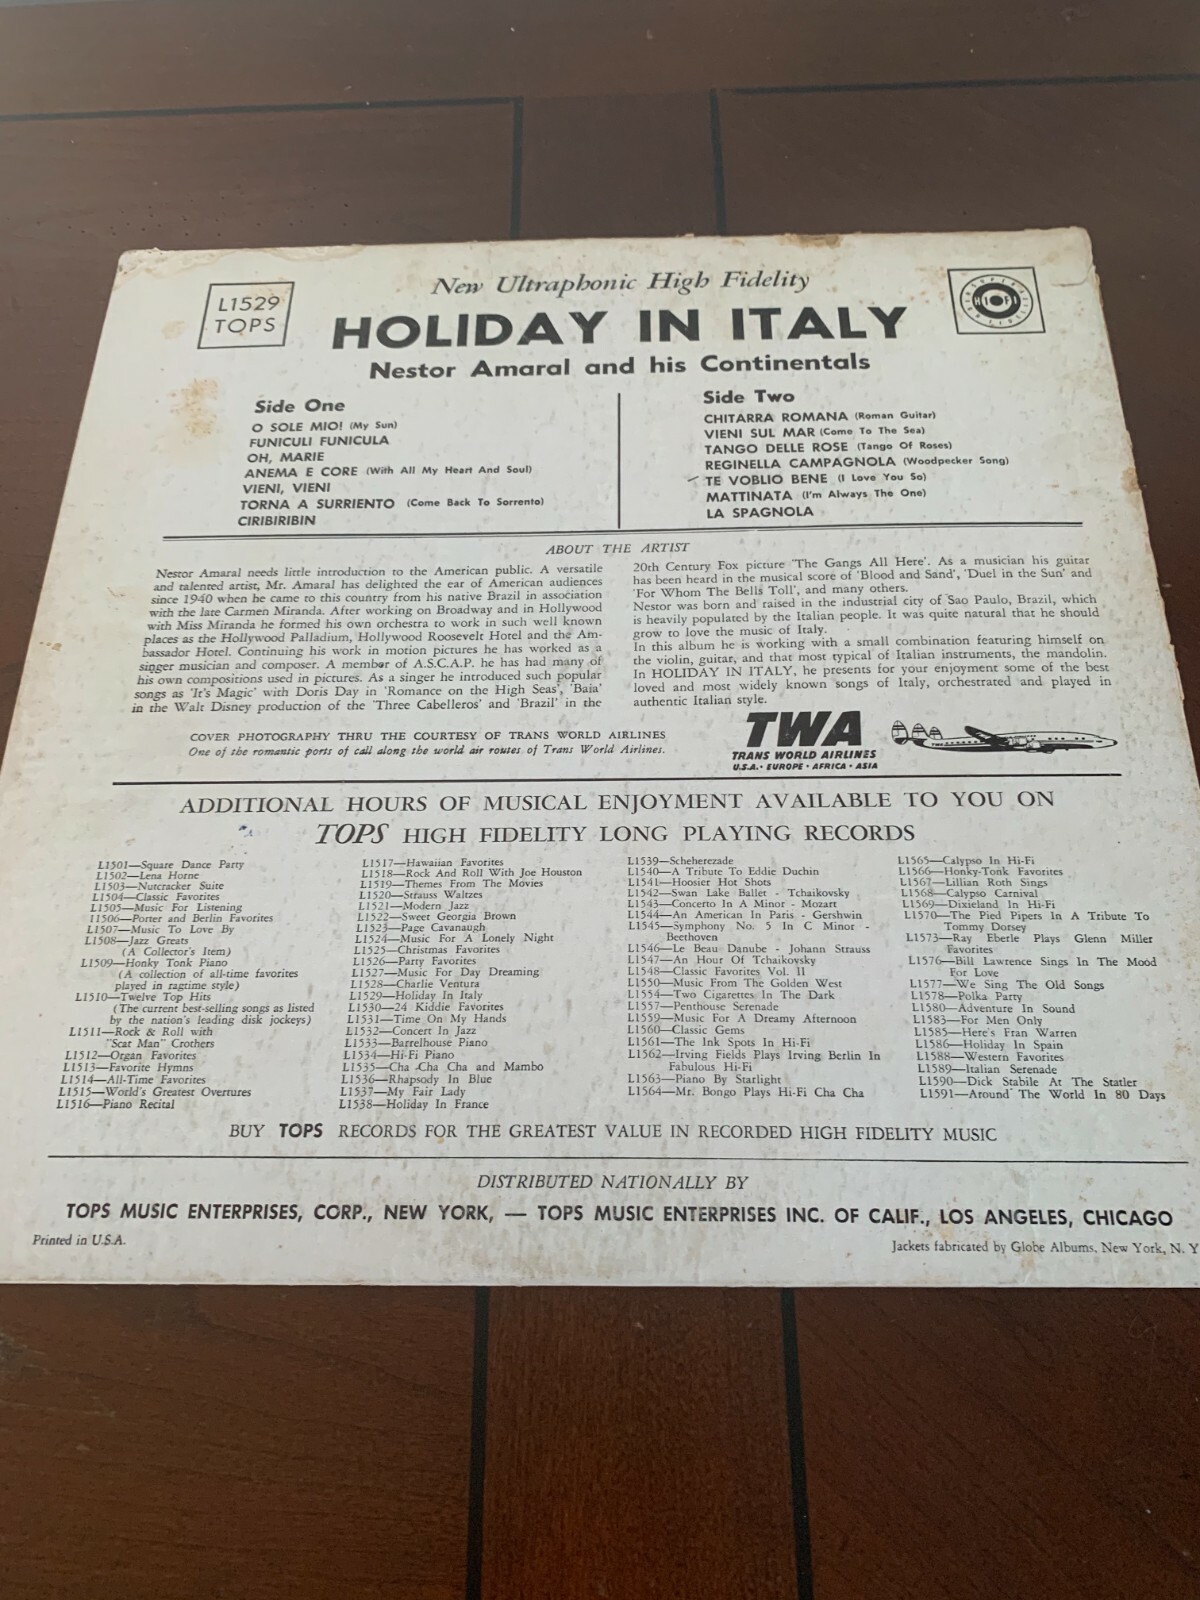 New Ultraphonic High Fidelity
L1529
TOPS
HI FI
HOLIDAY IN ITALY
Nestor Amaral and his Continentals
Side One
O SOLE MIO! (My Sun)
FUNICULI FUNICULA
OH, MARIE
ANEMA E CORE (With All My Heart And Soul)
VIENI, VIENI
TORNA A SURRIENTO (Come Back To Sorrento)
CIRIBIRIBIN
Side Two
CHITARRA ROMANA (Roman Guitar)
VIENI SUL MAR (Come To The Sea)
TANGO DELLE ROSE (Tango Of Roses)
REGINELLA CAMPAGNOLA (Woodpecker Song)
TE VOBLIO BENE (I Love You So)
MATTINATA (I'm Always The One)
LA SPAGNOLA
ABOUT THE ARTIST
Nestor Amaral needs little introduction to the American public. A versatile
and talented artist, Mr. Amaral has delighted the ear of American audiences
since 1940 when he came to this country from his native Brazil in association
with the late Carmen Miranda. After working on Broadway and in Hollywood
with Miss Miranda he formed his own orchestra to work in such well known
places as the Hollywood Palladium, Hollywood Roosevelt Hotel and the Am-
bassador Hotel. Continuing his work in motion pictures he has worked as a
singer musician and composer. A member of A.S.C.A.P. he has had many of
his own compositions used in pictures. As a singer he introduced such popular
songs as 'It's Magic' with Doris Day in 'Romance on the High Seas', 'Baia'
in the Walt Disney production of the 'Three Cabelleros' and 'Brazil' in the
20th Century Fox picture 'The Gangs All Here'. As a musician his guitar
has been heard in the musical score of 'Blood and Sand', 'Duel in the Sun' and
'For Whom The Bells Toll', and many others.
Nestor was born and raised in the industrial city of Sao Paulo, Brazil, which
is heavily populated by the Italian people. It was quite natural that he should
grow to love the music of Italy.
In this album he is working with a small combination featuring himself on
the violin, guitar, and that most typical of Italian instruments, the mandolin.
In HOLIDAY IN ITALY, he presents for your enjoyment some of the best
loved and most widely known songs of Italy, orchestrated and played in
authentic Italian style.
COVER PHOTOGRAPHY THRU THE COURTESY OF TRANS WORLD AIRLINES
One of the romantic ports of call along the world air routes of Trans World Airlines.
TWA
TRANS WORLD AIRLINES
U.S.A. • EUROPE • AFRICA • ASIA
ADDITIONAL HOURS OF MUSICAL ENJOYMENT AVAILABLE TO YOU ON
TOPS HIGH FIDELITY LONG PLAYING RECORDS
L1501—Square Dance Party
L1502—Lena Horne
L1503—Nutcracker Suite
L1504—Classic Favorites
L1505—Music For Listening
L1506—Porter and Berlin Favorites
L1507—Music To Love By
L1508—Jazz Greats
(A Collector's Item)
L1509—Honky Tonk Piano
(A collection of all-time favorites
played in ragtime style)
L1510—Twelve Top Hits
(The current best-selling songs as listed
by the nation's leading disk jockeys)
L1511—Rock & Roll with
"Scat Man" Crothers
L1512—Organ Favorites
L1513—Favorite Hymns
L1514—All-Time Favorites
L1515—World's Greatest Overtures
L1516—Piano Recital
L1517—Hawaiian Favorites
L1518—Rock And Roll With Joe Houston
L1519—Themes From The Movies
L1520—Strauss Waltzes
L1521—Modern Jazz
L1522—Sweet Georgia Brown
L1523—Page Cavanaugh
L1524—Music For A Lonely Night
L1525—Christmas Favorites
L1526—Party Favorites
L1527—Music For Day Dreaming
L1528—Charlie Ventura
L1529—Holiday In Italy
L1530—24 Kiddie Favorites
L1531—Time On My Hands
L1532—Concert In Jazz
L1533—Barrelhouse Piano
L1534—Hi-Fi Piano
L1535—Cha Cha Cha and Mambo
L1536—Rhapsody In Blue
L1537—My Fair Lady
L1538—Holiday In France
L1539—Scheherezade
L1540—A Tribute To Eddie Duchin
L1541—Hoosier Hot Shots
L1542—Swan Lake Ballet - Tchaikovsky
L1543—Concerto In A Minor - Mozart
L1544—An American In Paris - Gershwin
L1545—Symphony No. 5 In C Minor -
Beethoven
L1546—Le Beau Danube - Johann Strauss
L1547—An Hour Of Tchaikovsky
L1548—Classic Favorites Vol. II
L1550—Music From The Golden West
L1554—Two Cigarettes In The Dark
L1557—Penthouse Serenade
L1559—Music For A Dreamy Afternoon
L1560—Classic Gems
L1561—The Ink Spots In Hi-Fi
L1562—Irving Fields Plays Irving Berlin In
Fabulous Hi-Fi
L1563—Piano By Starlight
L1564—Mr. Bongo Plays Hi-Fi Cha Cha
L1565—Calypso In Hi-Fi
L1566—Honky-Tonk Favorites
L1567—Lillian Roth Sings
L1568—Calypso Carnival
L1569—Dixieland In Hi-Fi
L1570—The Pied Pipers In A Tribute To
Tommy Dorsey
L1573—Ray Eberle Plays Glenn Miller
Favorites
L1576—Bill Lawrence Sings In The Mood
For Love
L1577—We Sing The Old Songs
L1578—Polka Party
L1580—Adventure In Sound
L1583—For Men Only
L1585—Here's Fran Warren
L1586—Holiday In Spain
L1588—Western Favorites
L1589—Italian Serenade
L1590—Dick Stabile At The Statler
L1591—Around The World In 80 Days
BUY TOPS RECORDS FOR THE GREATEST VALUE IN RECORDED HIGH FIDELITY MUSIC
DISTRIBUTED NATIONALLY BY
TOPS MUSIC ENTERPRISES, CORP., NEW YORK, — TOPS MUSIC ENTERPRISES INC. OF CALIF., LOS ANGELES, CHICAGO
Printed in U.S.A.
Jackets fabricated by Globe Albums, New York, N. Y